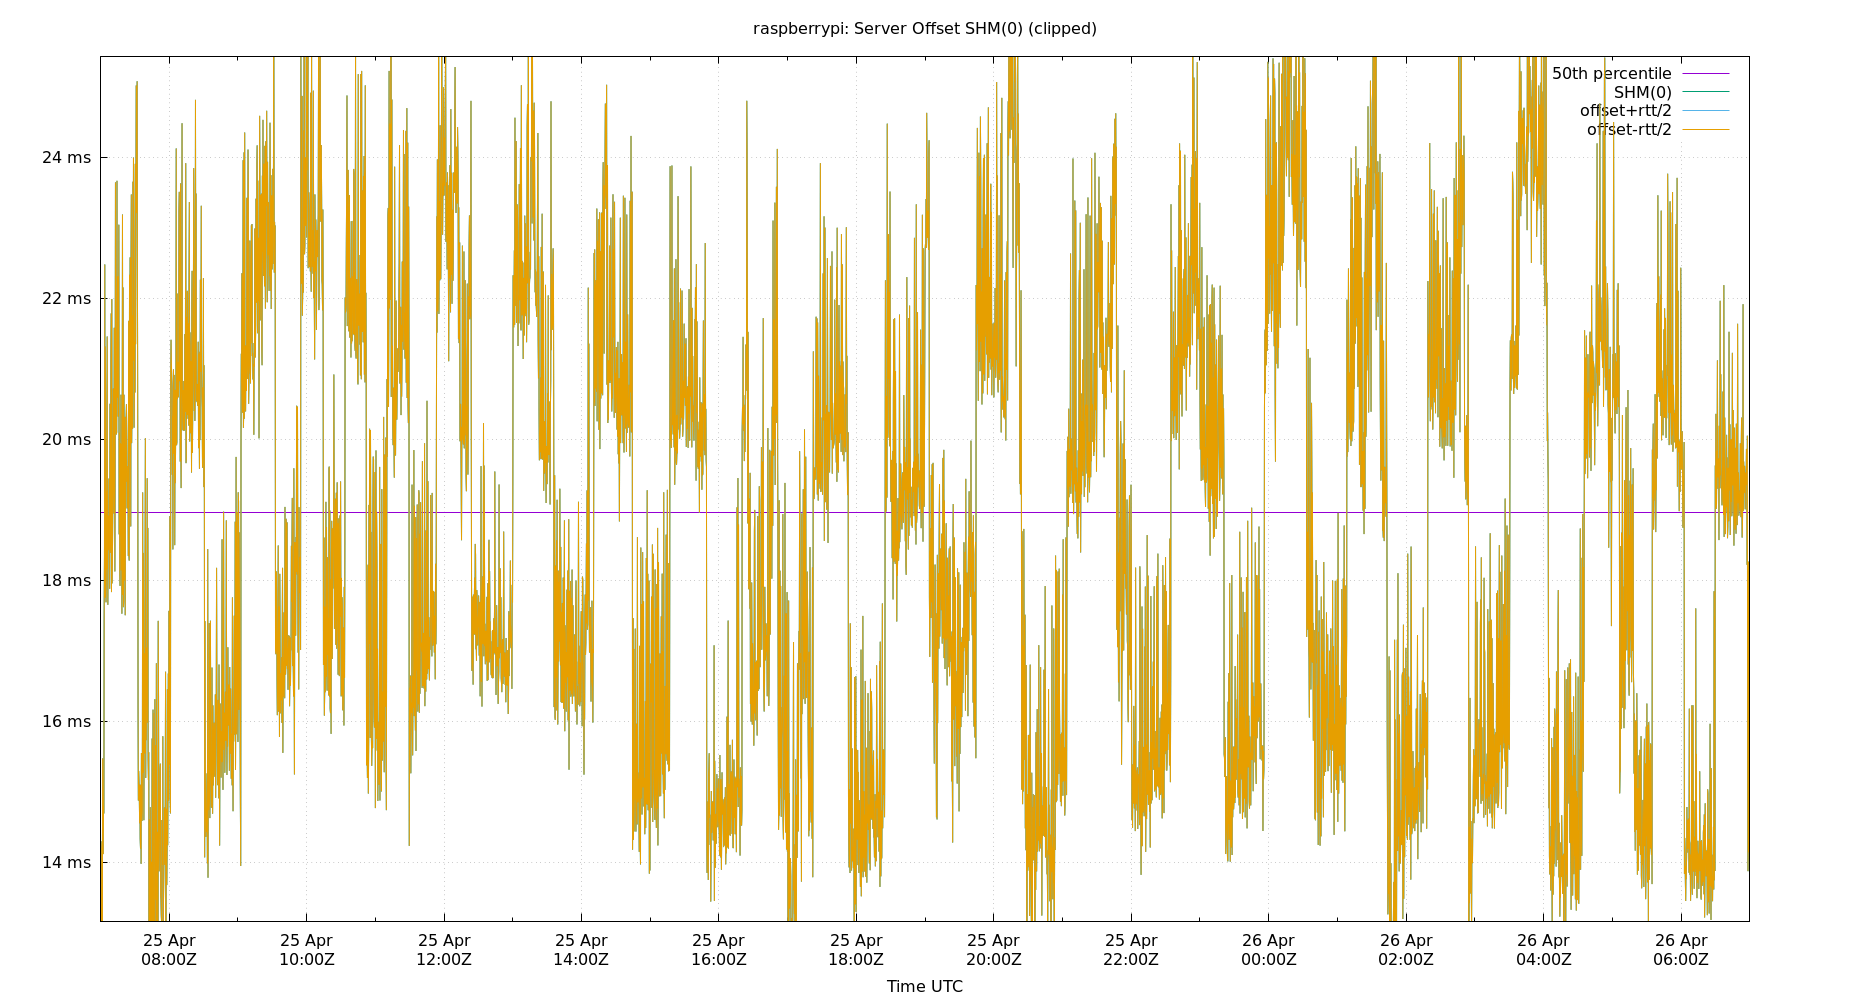 raspberrypi: Server Offset SHM(0) (clipped)
50th percentile
SHM(0)
offset+rtt/2
offset-rtt/2
24 ms
22 ms
20 ms
18 ms
16 ms
14 ms
25 Apr 25 Apr 25 Apr 25 Apr 25 Apr 25 Apr 25 Apr 25 Apr 26 Apr 26 Apr 26 Apr 26 Apr
08:00Z 10:00Z 12:00Z 14:00Z 16:00Z 18:00Z 20:00Z 22:00Z 00:00Z 02:00Z 04:00Z 06:00Z
Time UTC